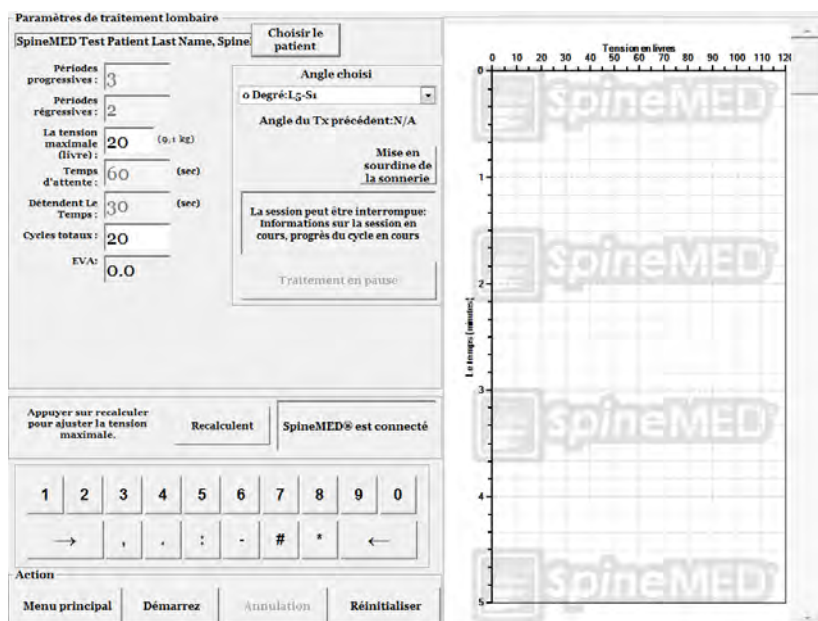 Paramètres de traitement lombaire
SpineMED Test Patient Last Name, Spine
Choisir le
patient
Périodes
progressives :
3
Périodes
régressives :
2
La tension
maximale
(livre) :
20
(9,1 kg)
Temps
d'attente :
60
(sec)
Détendent Le
Temps :
30
(sec)
Cycles totaux :
20
EVA:
0.0
Angle choisi
0 Degré:L5-S1
Angle du Tx précédent:N/A
Mise en
sourdine de
la sonnerie
La session peut être interrompue:
Informations sur la session en
cours, progrès du cycle en cours
Traitement en pause
Appuyer sur recalculer
pour ajuster la tension
maximale.
Recalculent
SpineMED® est connecté
1 2 3 4 5 6 7 8 9 0
→ , . : - # * ←
Action
Menu principal
Démarrez
Annulation
Réinitialiser
Tension en livres
0 10 20 30 40 50 60 70 80 90 100 110 120
0
1
2
3
4
5
Le temps (minutes)
SpineMED
SpineMED
SpineMED
SpineMED